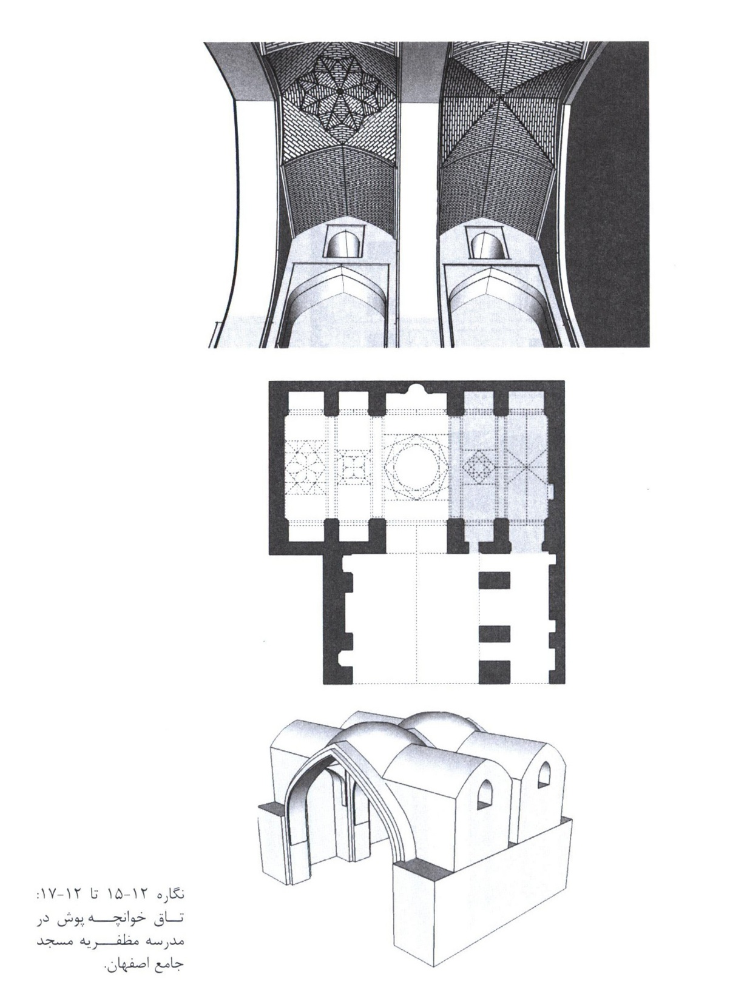 نگاره ۱۲-۱۵ تا ۱۲-۱۷:
تاق خوانچه‌پوش در
مدرسه مظفریه مسجد
جامع اصفهان.